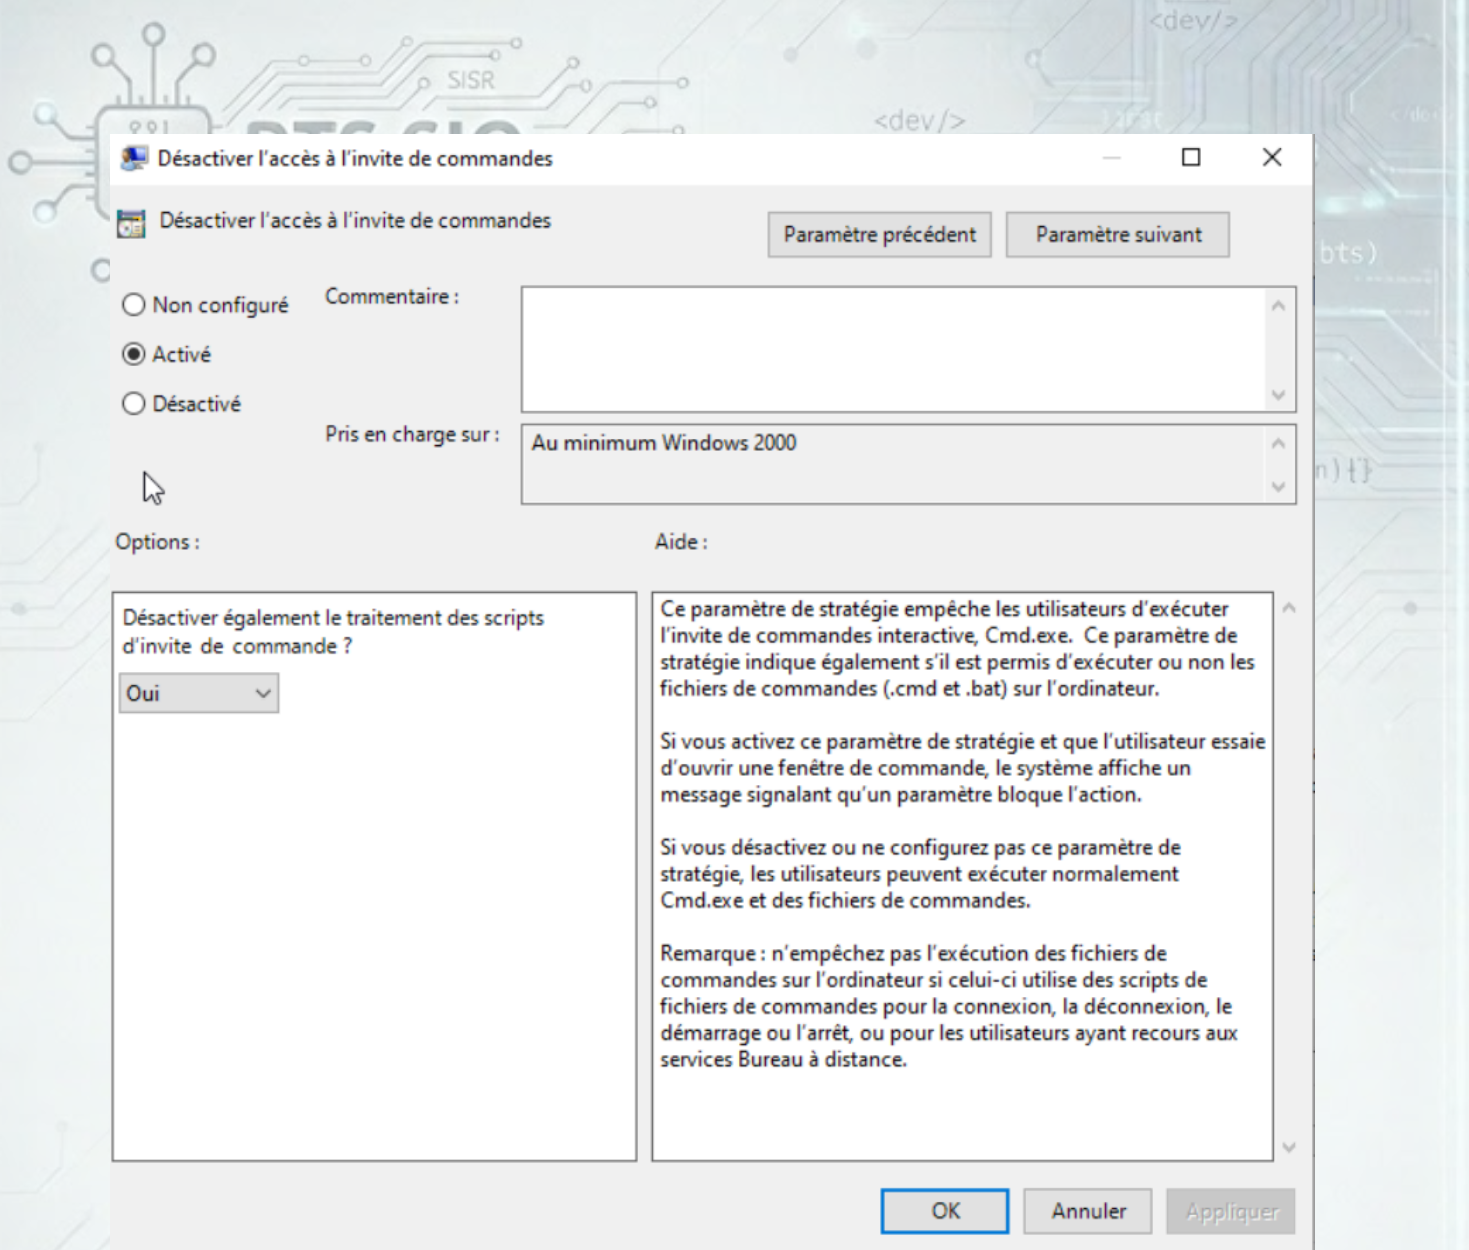 <dev/>
SISR
<dev/>
BTS SIO
Désactiver l'accès à l'invite de commandes
Désactiver l'accès à l'invite de commandes
Paramètre précédent
Paramètre suivant
bts)
Non configuré
Commentaire :
Activé
Désactivé
Pris en charge sur :
Au minimum Windows 2000
n){}
Options :
Aide :
Désactiver également le traitement des scripts
d'invite de commande ?
Oui
Ce paramètre de stratégie empêche les utilisateurs d'exécuter
l'invite de commandes interactive, Cmd.exe. Ce paramètre de
stratégie indique également s'il est permis d'exécuter ou non les
fichiers de commandes (.cmd et .bat) sur l'ordinateur.
Si vous activez ce paramètre de stratégie et que l'utilisateur essaie
d'ouvrir une fenêtre de commande, le système affiche un
message signalant qu'un paramètre bloque l'action.
Si vous désactivez ou ne configurez pas ce paramètre de
stratégie, les utilisateurs peuvent exécuter normalement
Cmd.exe et des fichiers de commandes.
Remarque : n'empêchez pas l'exécution des fichiers de
commandes sur l'ordinateur si celui-ci utilise des scripts de
fichiers de commandes pour la connexion, la déconnexion, le
démarrage ou l'arrêt, ou pour les utilisateurs ayant recours aux
services Bureau à distance.
OK
Annuler
Appliquer